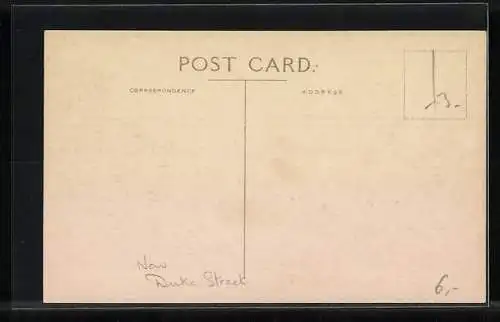 POST CARD.
CORRESPONDENCE
ADDRESS
Now
Duke Street
6,-